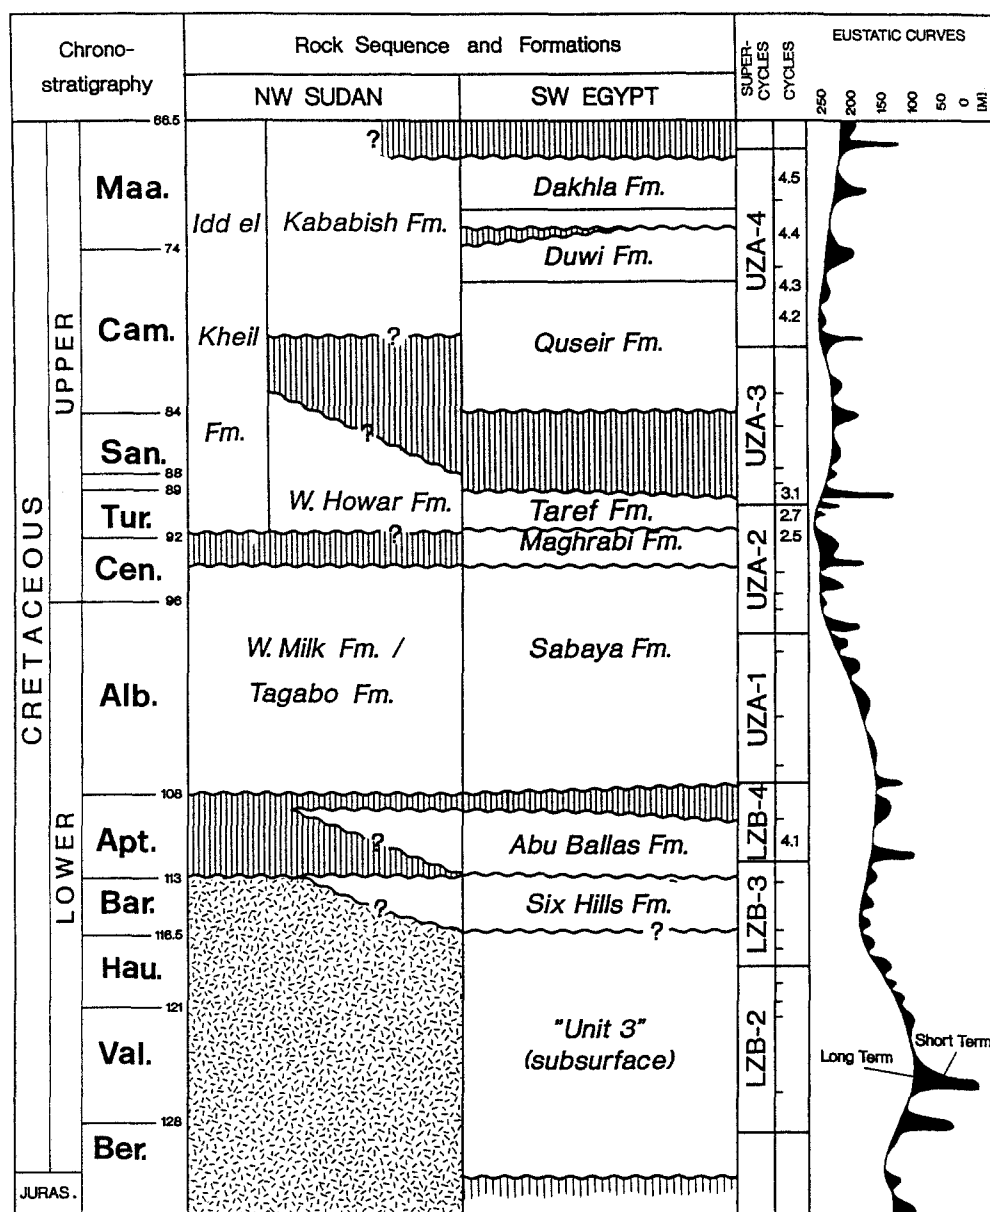 Chrono-
stratigraphy
Rock Sequence and Formations
NW SUDAN
SW EGYPT
SUPER-
CYCLES
CYCLES
EUSTATIC CURVES
250 200 150 100 50 0 [M]
66.5
?
Maa.
Dakhla Fm.
4.5
Idd el
Kababish Fm.
UZA-4
4.4
74
Duwi Fm.
4.3
4.2
UPPER
Cam.
Kheil
?
Quseir Fm.
84
UZA-3
Fm.
?
San.
88
89
3.1
W. Howar Fm.
Taref Fm.
2.7
Tur.
?
2.5
92
Maghrabi Fm.
UZA-2
Cen.
96
CRETACEOUS
W. Milk Fm. /
Tagabo Fm.
Sabaya Fm.
Alb.
UZA-1
108
LZB-4
?
4.1
Apt.
Abu Ballas Fm.
LOWER
113
Bar.
?
Six Hills Fm.
LZB-3
116.5
?
Hau.
121
"Unit 3"
(subsurface)
LZB-2
Val.
Short Term
Long Term
128
Ber.
JURAS.